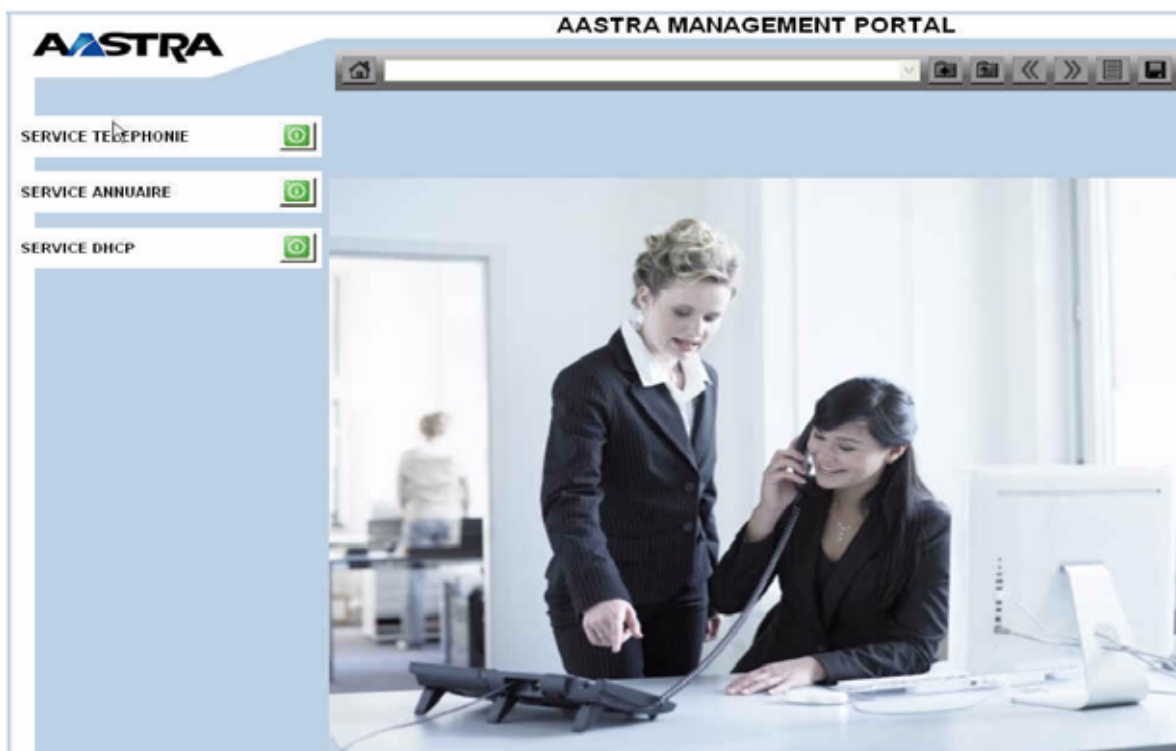 AASTRA
AASTRA MANAGEMENT PORTAL
SERVICE TELEPHONIE
SERVICE ANNUAIRE
SERVICE DHCP